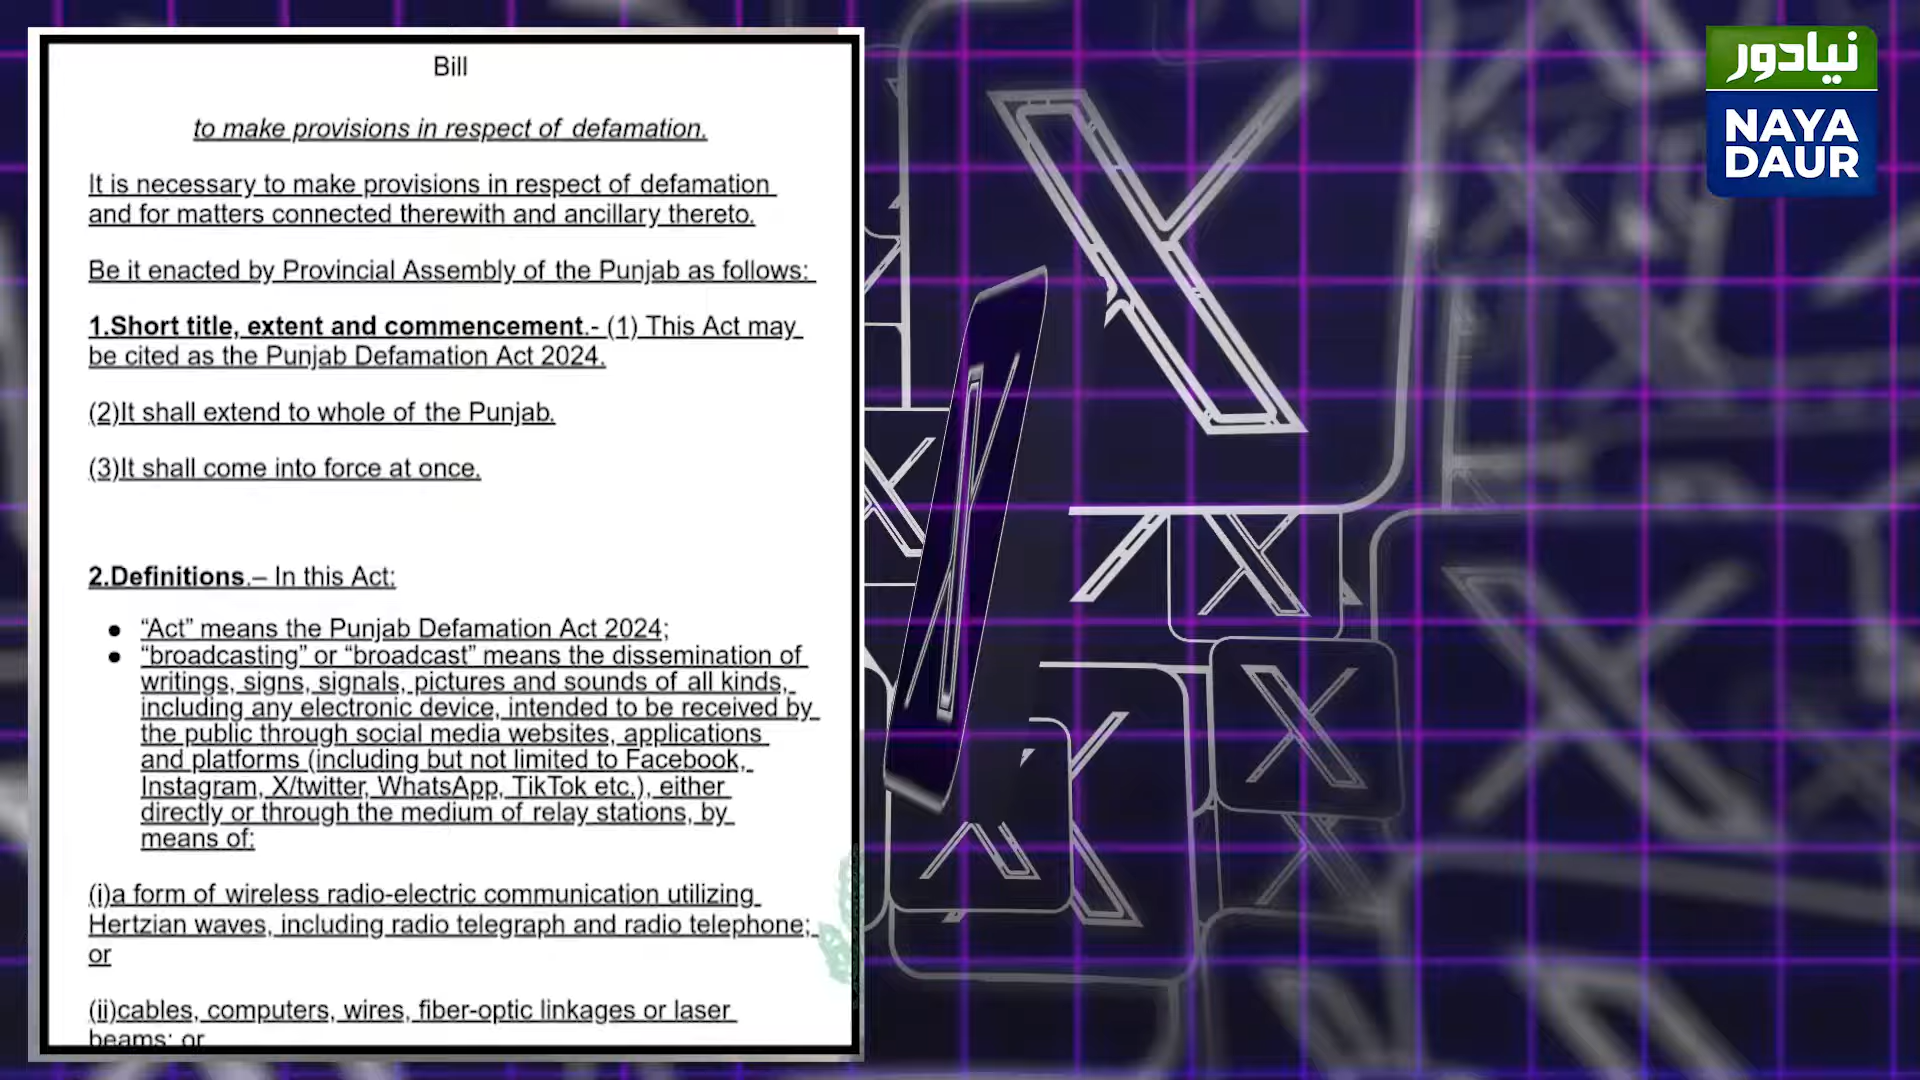 Bill
to make provisions in respect of defamation.
It is necessary to make provisions in respect of defamation
and for matters connected therewith and ancillary thereto.
Be it enacted by Provincial Assembly of the Punjab as follows:
1.Short title, extent and commencement.- (1) This Act may
be cited as the Punjab Defamation Act 2024.
(2)It shall extend to whole of the Punjab.
(3)It shall come into force at once.
2.Definitions.– In this Act:
● “Act” means the Punjab Defamation Act 2024;
● “broadcasting” or “broadcast” means the dissemination of
writings, signs, signals, pictures and sounds of all kinds,
including any electronic device, intended to be received by
the public through social media websites, applications
and platforms (including but not limited to Facebook,
Instagram, X/twitter, WhatsApp, TikTok etc.), either
directly or through the medium of relay stations, by
means of:
(i)a form of wireless radio-electric communication utilizing
Hertzian waves, including radio telegraph and radio telephone;
or
(ii)cables, computers, wires, fiber-optic linkages or laser
beams; or
نیادور
NAYA
DAUR